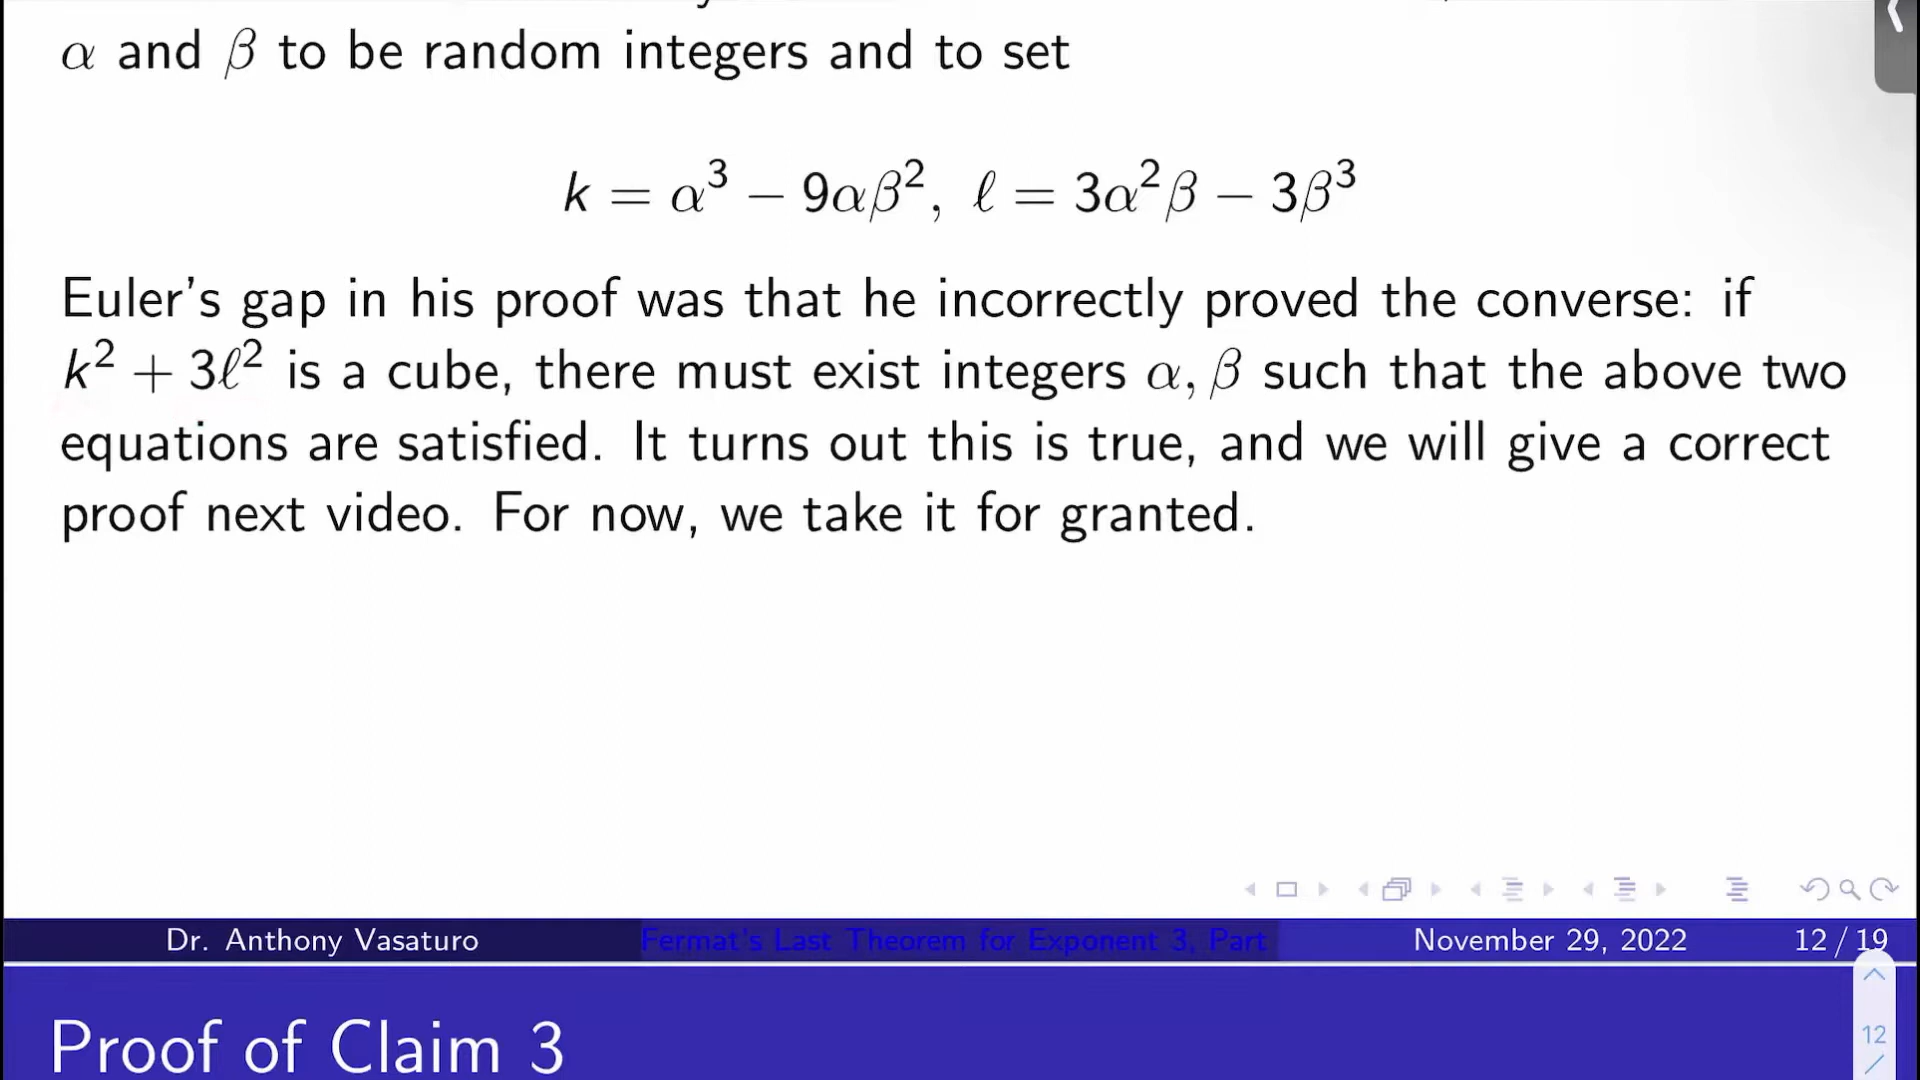 α and β to be random integers and to set
k = α³ − 9αβ², ℓ = 3α²β − 3β³
Euler's gap in his proof was that he incorrectly proved the converse: if
k² + 3ℓ² is a cube, there must exist integers α, β such that the above two
equations are satisfied. It turns out this is true, and we will give a correct
proof next video. For now, we take it for granted.
Dr. Anthony Vasaturo Fermat's Last Theorem for Exponent 3, Part November 29, 2022 12 / 19
Proof of Claim 3
12
/